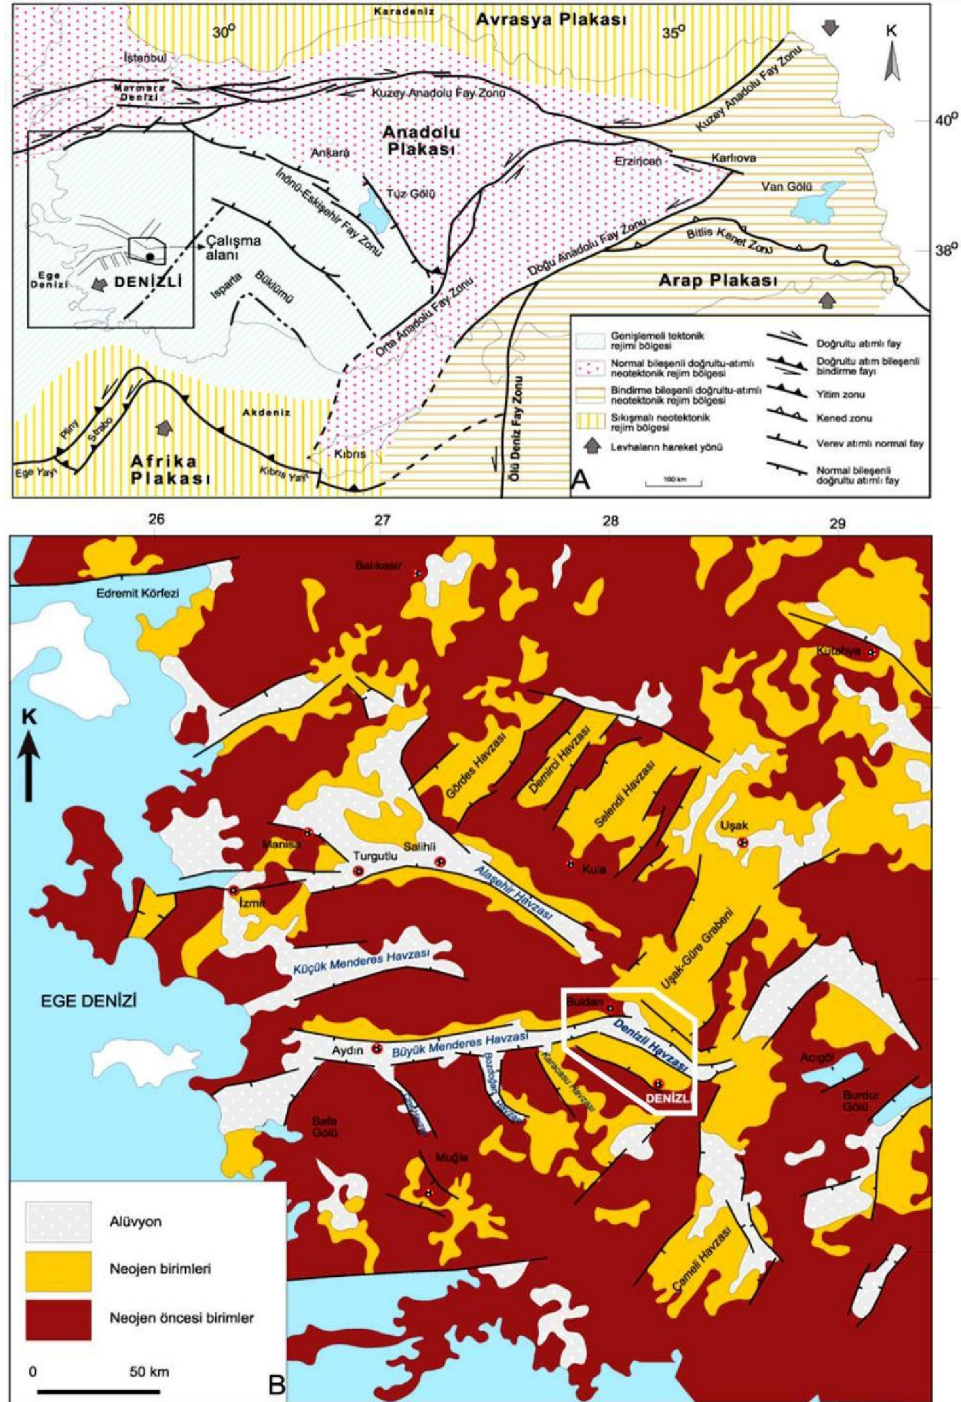 Karadeniz
Avrasya Plakası
30°
35°
K
İstanbul
Marmara
Denizi
Kuzey Anadolu Fay Zonu
Kuzey Anadolu Fay Zonu
40°
Anadolu
Plakası
Ankara
Erzincan
Karlıova
İnönü-Eskişehir Fay Zonu
Tuz Gölü
Van Gölü
Çalışma
alanı
Doğu Anadolu Fay Zonu
Bitlis Kenet Zonu
38°
Ege
Denizi
DENİZLİ
Isparta
Büklümü
Arap Plakası
Orta Anadolu Fay Zonu
Ölü Deniz Fay Zonu
Genişlemeli tektonik
rejimi bölgesi
Normal bileşenli doğrultu-atımlı
neotektonik rejim bölgesi
Bindirme bileşenli doğrultu-atımlı
neotektonik rejim bölgesi
Sıkışmalı neotektonik
rejim bölgesi
Levhaların hareket yönü
Doğrultu atımlı fay
Doğrultu atım bileşenli
bindirme fayı
Yitim zonu
Kened zonu
Verev atımlı normal fay
Normal bileşenli
doğrultu atımlı fay
100 km
A
Pliny
Strabo
Akdeniz
Ege Yayı
Afrika
Plakası
Kıbrıs Yayı
Kıbrıs
26
27
28
29
Balıkesir
Edremit Körfezi
Kütahya
K
Gördes Havzası
Demirci Havzası
Selendi Havzası
Uşak
Manisa
Turgutlu
Salihli
Kula
İzmir
Alaşehir Havzası
Küçük Menderes Havzası
Uşak-Güre Grabeni
EGE DENİZİ
Buldan
Denizli Havzası
Aydın
Büyük Menderes Havzası
Bozdoğan
Karacasu Havzası
DENİZLİ
Acıgöl
Burdur
Gölü
Bafa
Gölü
Muğla
Çameli Havzası
Alüvyon
Neojen birimleri
Neojen öncesi birimler
0
50 km
B